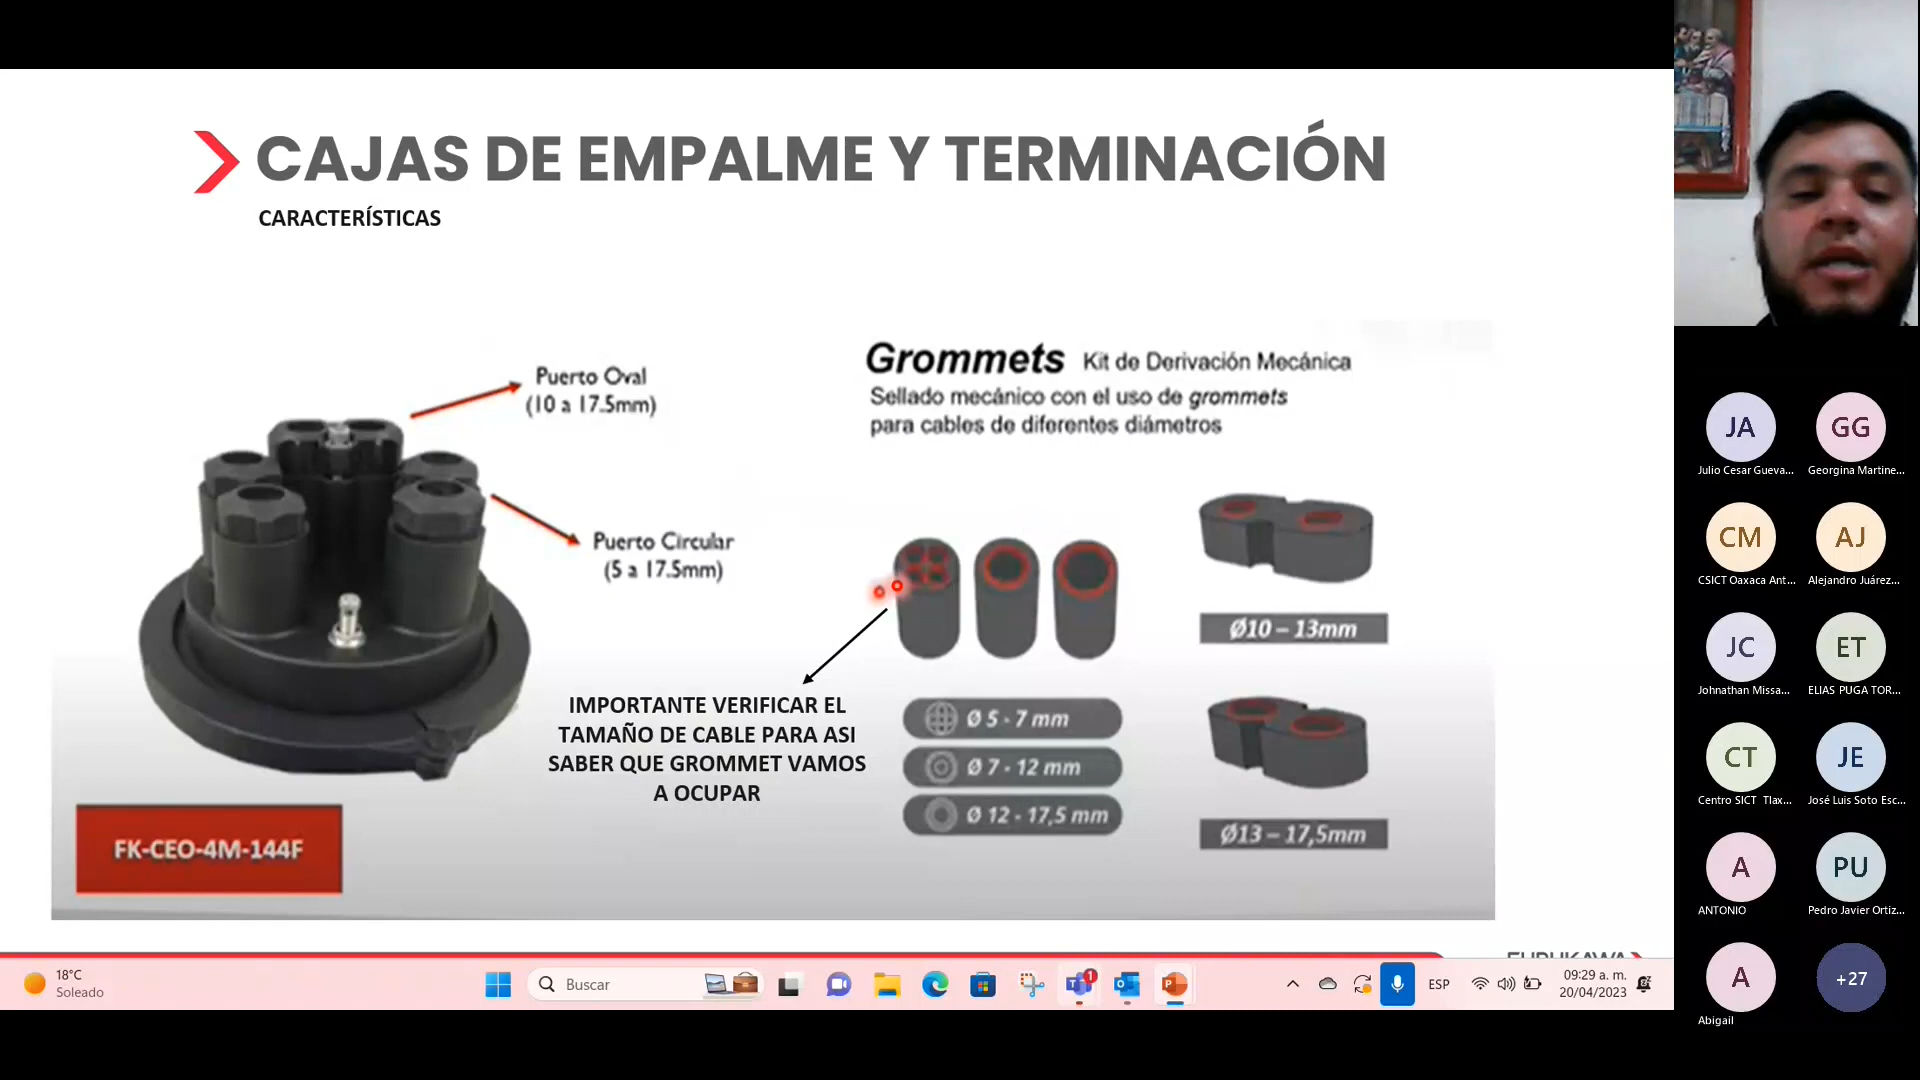 CAJAS DE EMPALME Y TERMINACIÓN
CARACTERÍSTICAS
Puerto Oval
(10 a 17.5mm)
Puerto Circular
(5 a 17.5mm)
Grommets Kit de Derivación Mecánica
Sellado mecánico con el uso de grommets
para cables de diferentes diámetros
IMPORTANTE VERIFICAR EL
TAMAÑO DE CABLE PARA ASI
SABER QUE GROMMET VAMOS
A OCUPAR
Ø 5 - 7 mm
Ø 7 - 12 mm
Ø 12 - 17,5 mm
Ø10 – 13mm
Ø13 – 17,5mm
FK-CEO-4M-144F
FURUKAWA
18°C
Soleado
Buscar
1
ESP
09:29 a. m.
20/04/2023
JA
Julio Cesar Gueva...
GG
Georgina Martine...
CM
CSICT Oaxaca Ant...
AJ
Alejandro Juárez...
JC
Johnathan Missa...
ET
ELIAS PUGA TOR...
CT
Centro SICT Tlax...
JE
José Luis Soto Esc...
A
ANTONIO
PU
Pedro Javier Ortiz...
A
Abigail
+27